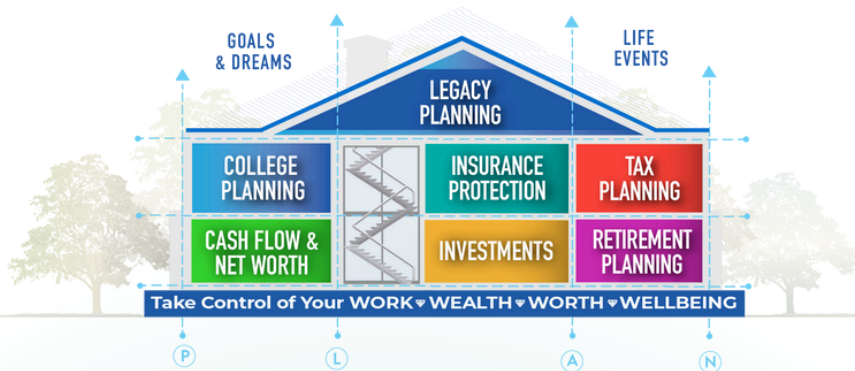 GOALS
& DREAMS
LIFE
EVENTS
LEGACY
PLANNING
COLLEGE
PLANNING
INSURANCE
PROTECTION
TAX
PLANNING
CASH FLOW &
NET WORTH
INVESTMENTS
RETIREMENT
PLANNING
Take Control of Your WORK WEALTH WORTH WELLBEING
P L A N